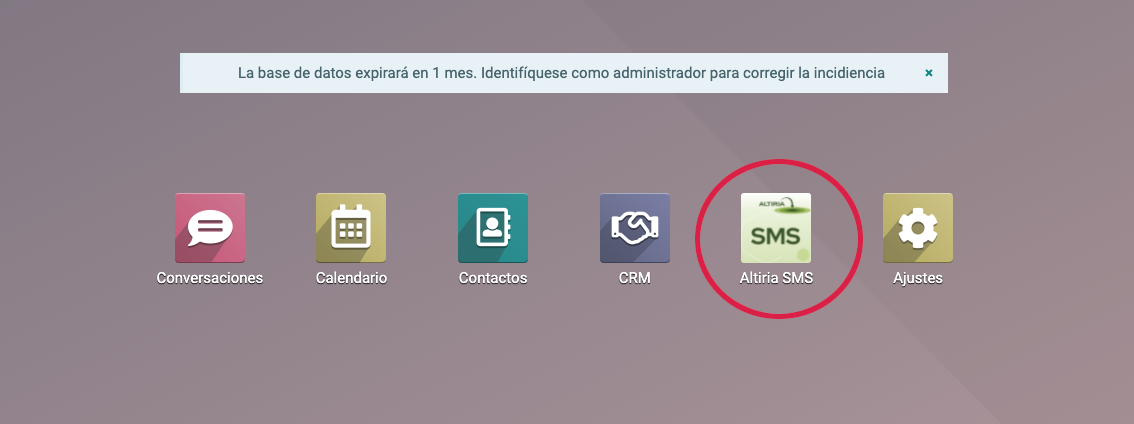 La base de datos expirará en 1 mes. Identifíquese como administrador para corregir la incidiencia
×
ALTIRIA
SMS
Conversaciones
Calendario
Contactos
CRM
Altiria SMS
Ajustes